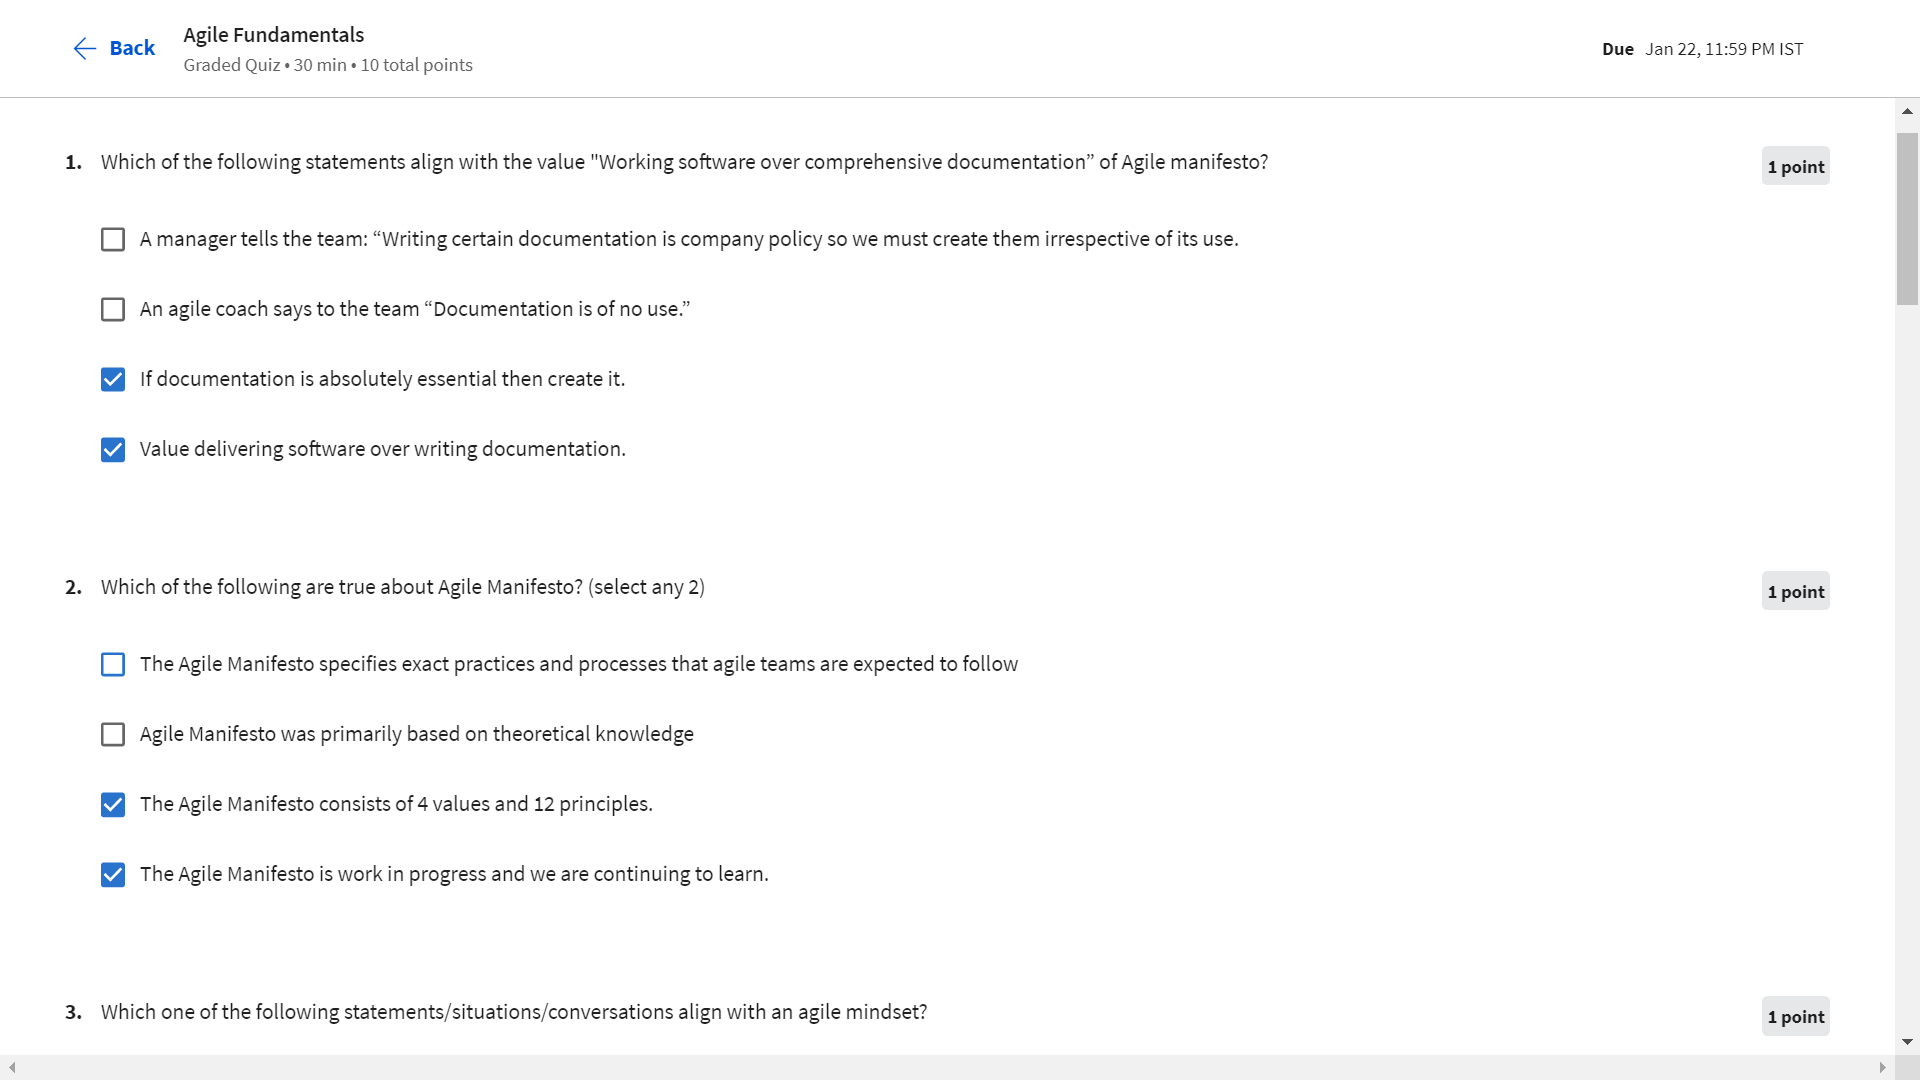 Back
Agile Fundamentals
Graded Quiz • 30 min • 10 total points
Due Jan 22, 11:59 PM IST
1. Which of the following statements align with the value "Working software over comprehensive documentation” of Agile manifesto?
1 point
A manager tells the team: “Writing certain documentation is company policy so we must create them irrespective of its use.
An agile coach says to the team “Documentation is of no use.”
If documentation is absolutely essential then create it.
Value delivering software over writing documentation.
2. Which of the following are true about Agile Manifesto? (select any 2)
1 point
The Agile Manifesto specifies exact practices and processes that agile teams are expected to follow
Agile Manifesto was primarily based on theoretical knowledge
The Agile Manifesto consists of 4 values and 12 principles.
The Agile Manifesto is work in progress and we are continuing to learn.
3. Which one of the following statements/situations/conversations align with an agile mindset?
1 point